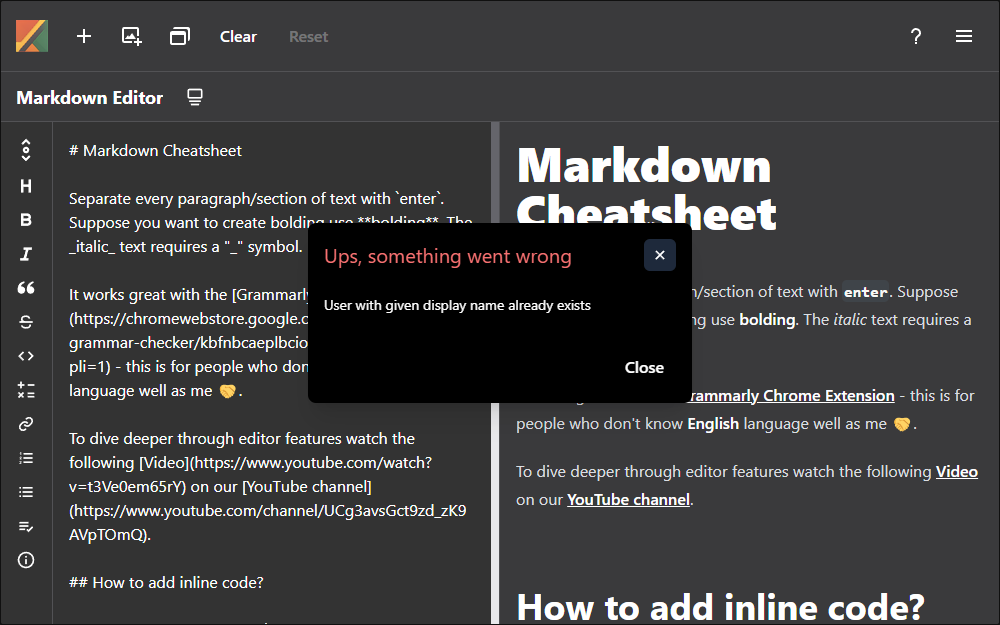 Clear Reset ?
Markdown Editor
# Markdown Cheatsheet
Separate every paragraph/section of text with `enter`.
Suppose you want to create bolding use **bolding**. The
_italic_ text requires a "_" symbol.
It works great with the [Grammarly
(https://chromewebstore.google.c
grammar-checker/kbfnbcaeplbcio
pli=1) - this is for people who don
language well as me 🤝.
To dive deeper through editor features watch the
following [Video](https://www.youtube.com/watch?
v=t3Ve0em65rY) on our [YouTube channel]
(https://www.youtube.com/channel/UCg3avsGct9zd_zK9
AVpTOmQ).
## How to add inline code?
Ups, something went wrong
User with given display name already exists
Close
Markdown
Cheatsheet
h/section of text with enter. Suppose
ng use bolding. The italic text requires a
rammarly Chrome Extension - this is for
people who don't know English language well as me 🤝.
To dive deeper through editor features watch the following Video
on our YouTube channel.
How to add inline code?